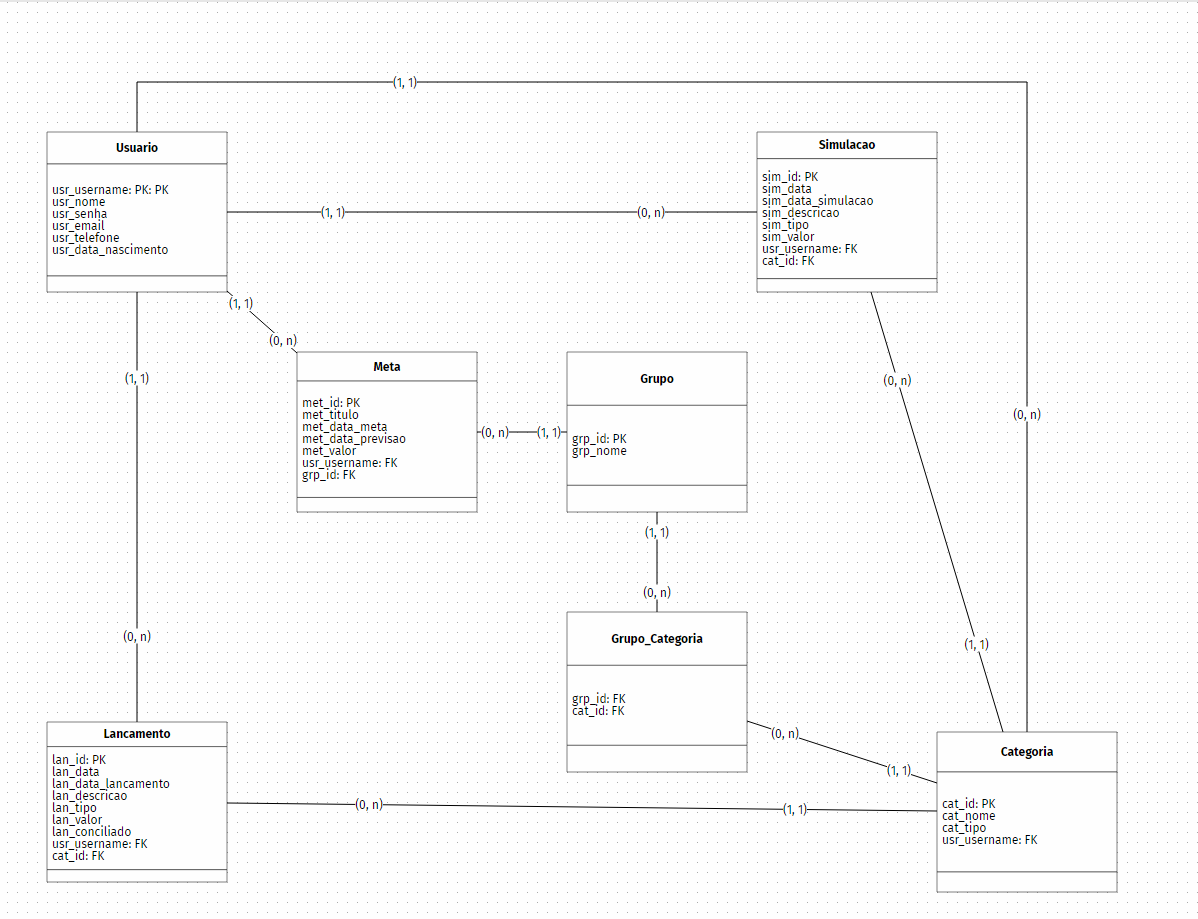 (1, 1)
Usuario
usr_username: PK: PK
usr_nome
usr_senha
usr_email
usr_telefone
usr_data_nascimento
(1, 1)
(0, n)
Simulacao
sim_id: PK
sim_data
sim_data_simulacao
sim_descricao
sim_tipo
sim_valor
usr_username: FK
cat_id: FK
(1, 1)
(0, n)
(1, 1)
Meta
met_id: PK
met_titulo
met_data_meta
met_data_previsao
met_valor
usr_username: FK
grp_id: FK
(0, n)
(1, 1)
Grupo
grp_id: PK
grp_nome
(0, n)
(0, n)
(1, 1)
(0, n)
Grupo_Categoria
grp_id: FK
cat_id: FK
(0, n)
(1, 1)
(0, n)
(1, 1)
Lancamento
lan_id: PK
lan_data
lan_data_lancamento
lan_descricao
lan_tipo
lan_valor
lan_conciliado
usr_username: FK
cat_id: FK
(0, n)
(1, 1)
Categoria
cat_id: PK
cat_nome
cat_tipo
usr_username: FK